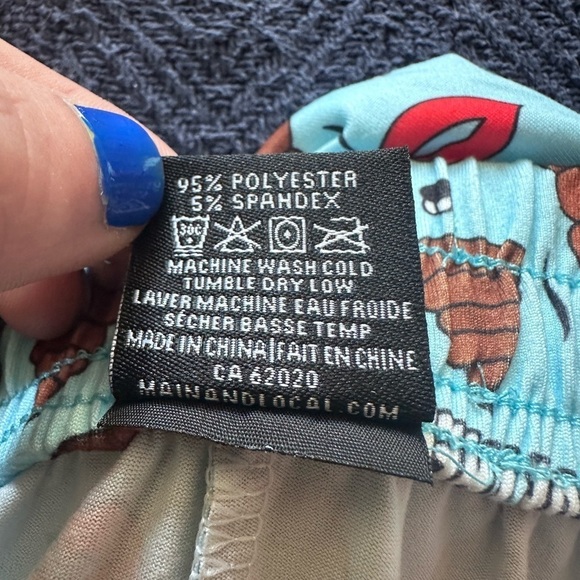 95% POLYESTER
5% SPANDEX
30C
MACHINE WASH COLD
TUMBLE DRY LOW
LAVER MACHINE EAU FROIDE
SÉCHER BASSE TEMP
MADE IN CHINA|FAIT EN CHINE
CA 62020
MAINANDLOCAL.COM